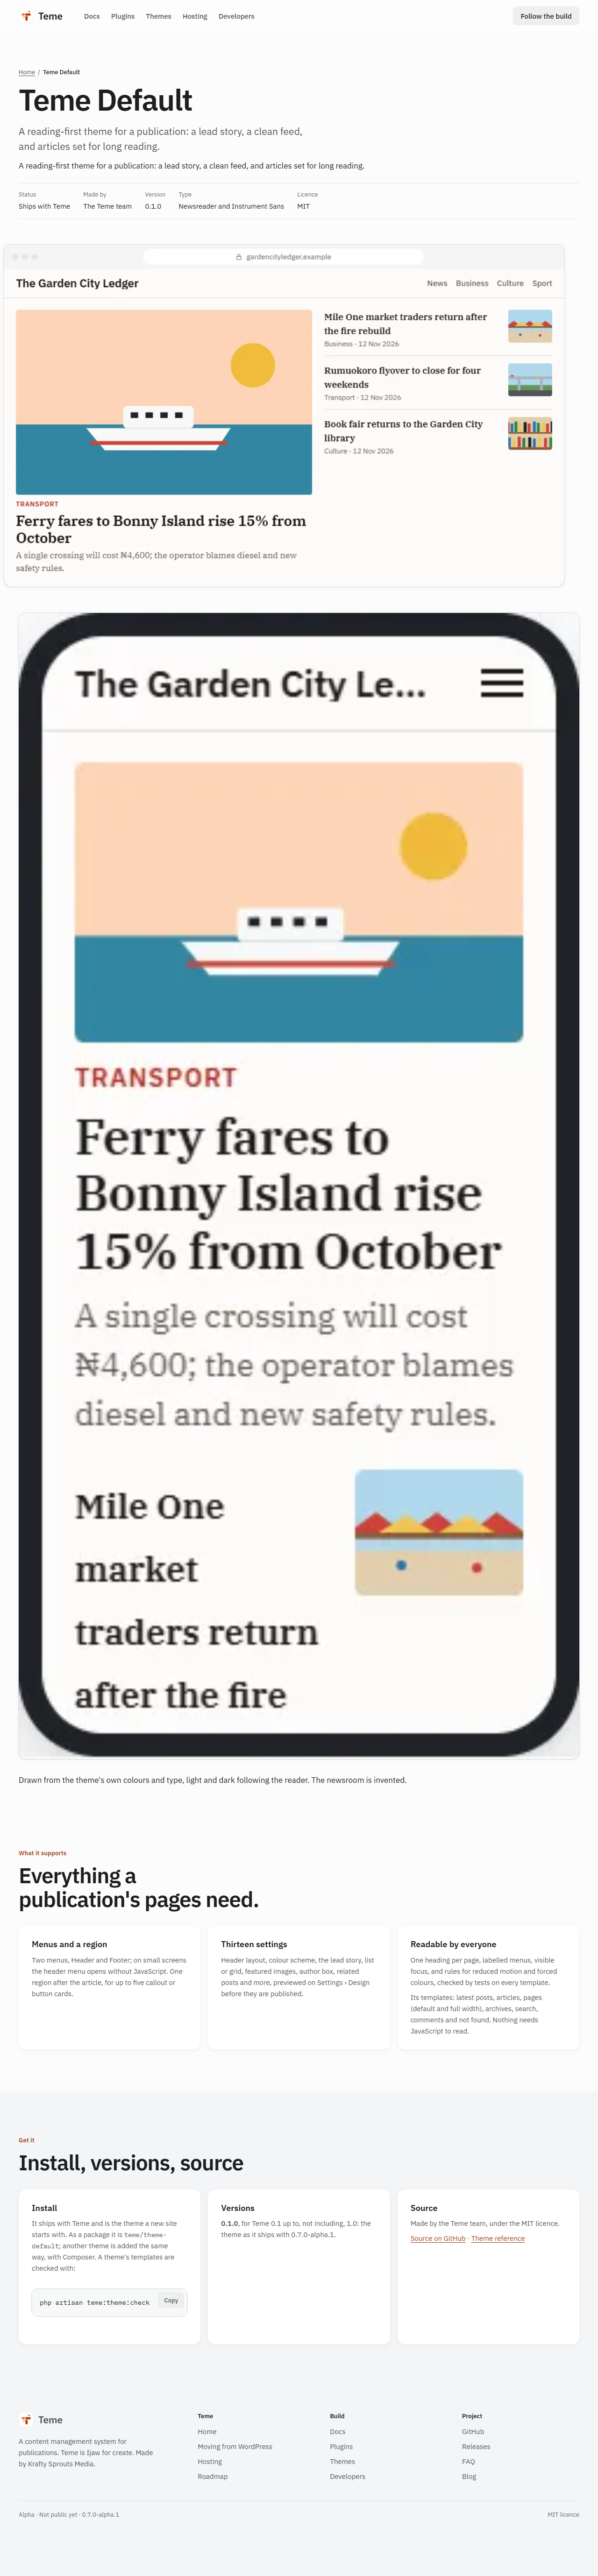 Teme
Docs
Plugins
Themes
Hosting
Developers
Follow the build
Home / Teme Default
Teme Default
A reading-first theme for a publication: a lead story, a clean feed,
and articles set for long reading.
A reading-first theme for a publication: a lead story, a clean feed, and articles set for long reading.
Status
Ships with Teme
Made by
The Teme team
Version
0.1.0
Type
Newsreader and Instrument Sans
Licence
MIT
gardencityledger.example
The Garden City Ledger
News
Business
Culture
Sport
TRANSPORT
Ferry fares to Bonny Island rise 15% from
October
A single crossing will cost ₦4,600; the operator blames diesel and new
safety rules.
Mile One market traders return after
the fire rebuild
Business · 12 Nov 2026
Rumuokoro flyover to close for four
weekends
Transport · 12 Nov 2026
Book fair returns to the Garden City
library
Culture · 12 Nov 2026
The Garden City Le...
TRANSPORT
Ferry fares to
Bonny Island rise
15% from October
A single crossing will cost
₦4,600; the operator blames
diesel and new safety rules.
Mile One
market
traders return
after the fire
Drawn from the theme's own colours and type, light and dark following the reader. The newsroom is invented.
What it supports
Everything a
publication's pages need.
Menus and a region
Two menus, Header and Footer; on small screens
the header menu opens without JavaScript. One
region after the article, for up to five callout or
button cards.
Thirteen settings
Header layout, colour scheme, the lead story, list
or grid, featured images, author box, related
posts and more, previewed on Settings › Design
before they are published.
Readable by everyone
One heading per page, labelled menus, visible
focus, and rules for reduced motion and forced
colours, checked by tests on every template.
Its templates: latest posts, articles, pages
(default and full width), archives, search,
comments and not found. Nothing needs
JavaScript to read.
Get it
Install, versions, source
Install
It ships with Teme and is the theme a new site
starts with. As a package it is teme/theme-
default; another theme is added the same
way, with Composer. A theme's templates are
checked with:
php artisan teme:theme:check
Copy
Versions
0.1.0, for Teme 0.1 up to, not including, 1.0: the
theme as it ships with 0.7.0-alpha.1.
Source
Made by the Teme team, under the MIT licence.
Source on GitHub · Theme reference
Teme
A content management system for
publications. Teme is Ijaw for create. Made
by Krafty Sprouts Media.
Teme
Home
Moving from WordPress
Hosting
Roadmap
Build
Docs
Plugins
Themes
Developers
Project
GitHub
Releases
FAQ
Blog
Alpha · Not public yet · 0.7.0-alpha.1
MIT licence